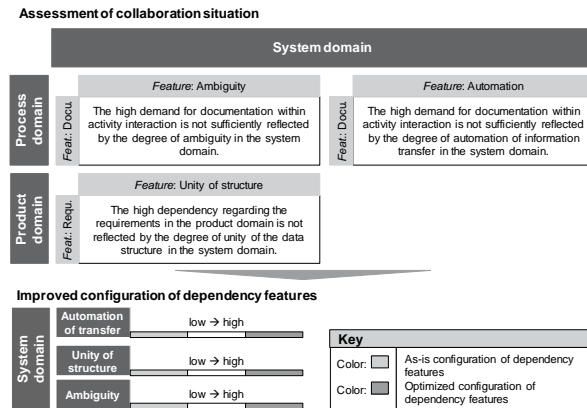 Assessment of collaboration situation
System domain
Process
domain
Feat.: Docu.
Feature: Ambiguity
The high demand for documentation within
activity interaction is not sufficiently reflected
by the degree of ambiguity in the system
domain.
Feat.: Docu.
Feature: Automation
The high demand for documentation within
activity interaction is not sufficiently reflected
by the degree of automation of information
transfer in the system domain.
Product
domain
Feat.: Requ.
Feature: Unity of structure
The high dependency regarding the
requirements in the product domain is not
reflected by the degree of unity of the data
structure in the system domain.
Improved configuration of dependency features
System
domain
Automation
of transfer
low → high
Unity of
structure
low → high
Ambiguity
low → high
Key
Color:
As-is configuration of dependency
features
Color:
Optimized configuration of
dependency features